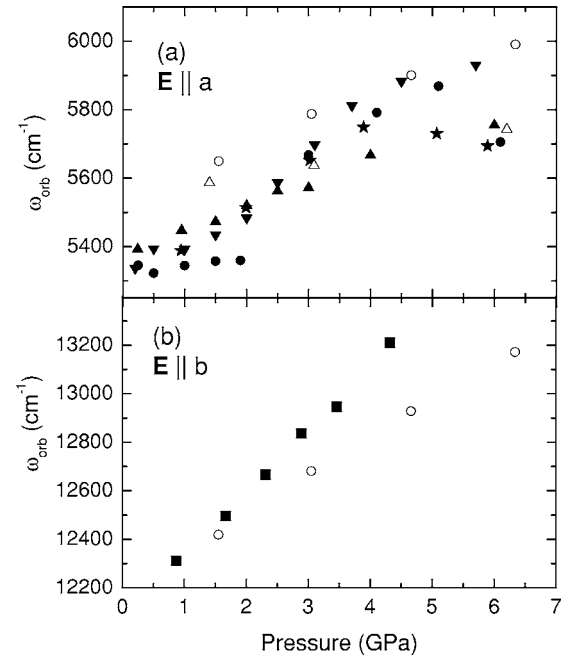 (a)
E || a
6000
5800
5600
5400
ω_orb (cm⁻¹)
(b)
E || b
13200
13000
12800
12600
12400
12200
ω_orb (cm⁻¹)
0 1 2 3 4 5 6 7
Pressure (GPa)